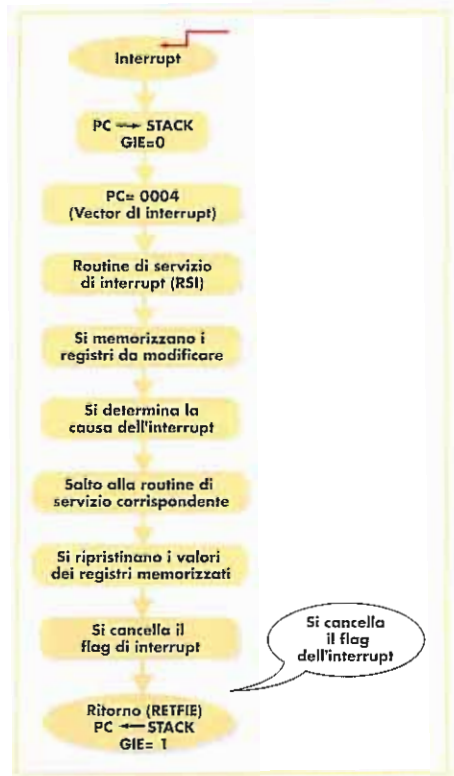 Interrupt
PC → STACK
GIE=0
PC= 0004
(Vector di interrupt)
Routine di servizio
di interrupt (RSI)
Si memorizzano i
registri da modificare
Si determina la
causa dell'interrupt
Salto alla routine di
servizio corrispondente
Si ripristinano i valori
dei registri memorizzati
Si cancella il
flag di interrupt
Si cancella
il flag
dell'interrupt
Ritorno (RETFIE)
PC ← STACK
GIE= 1